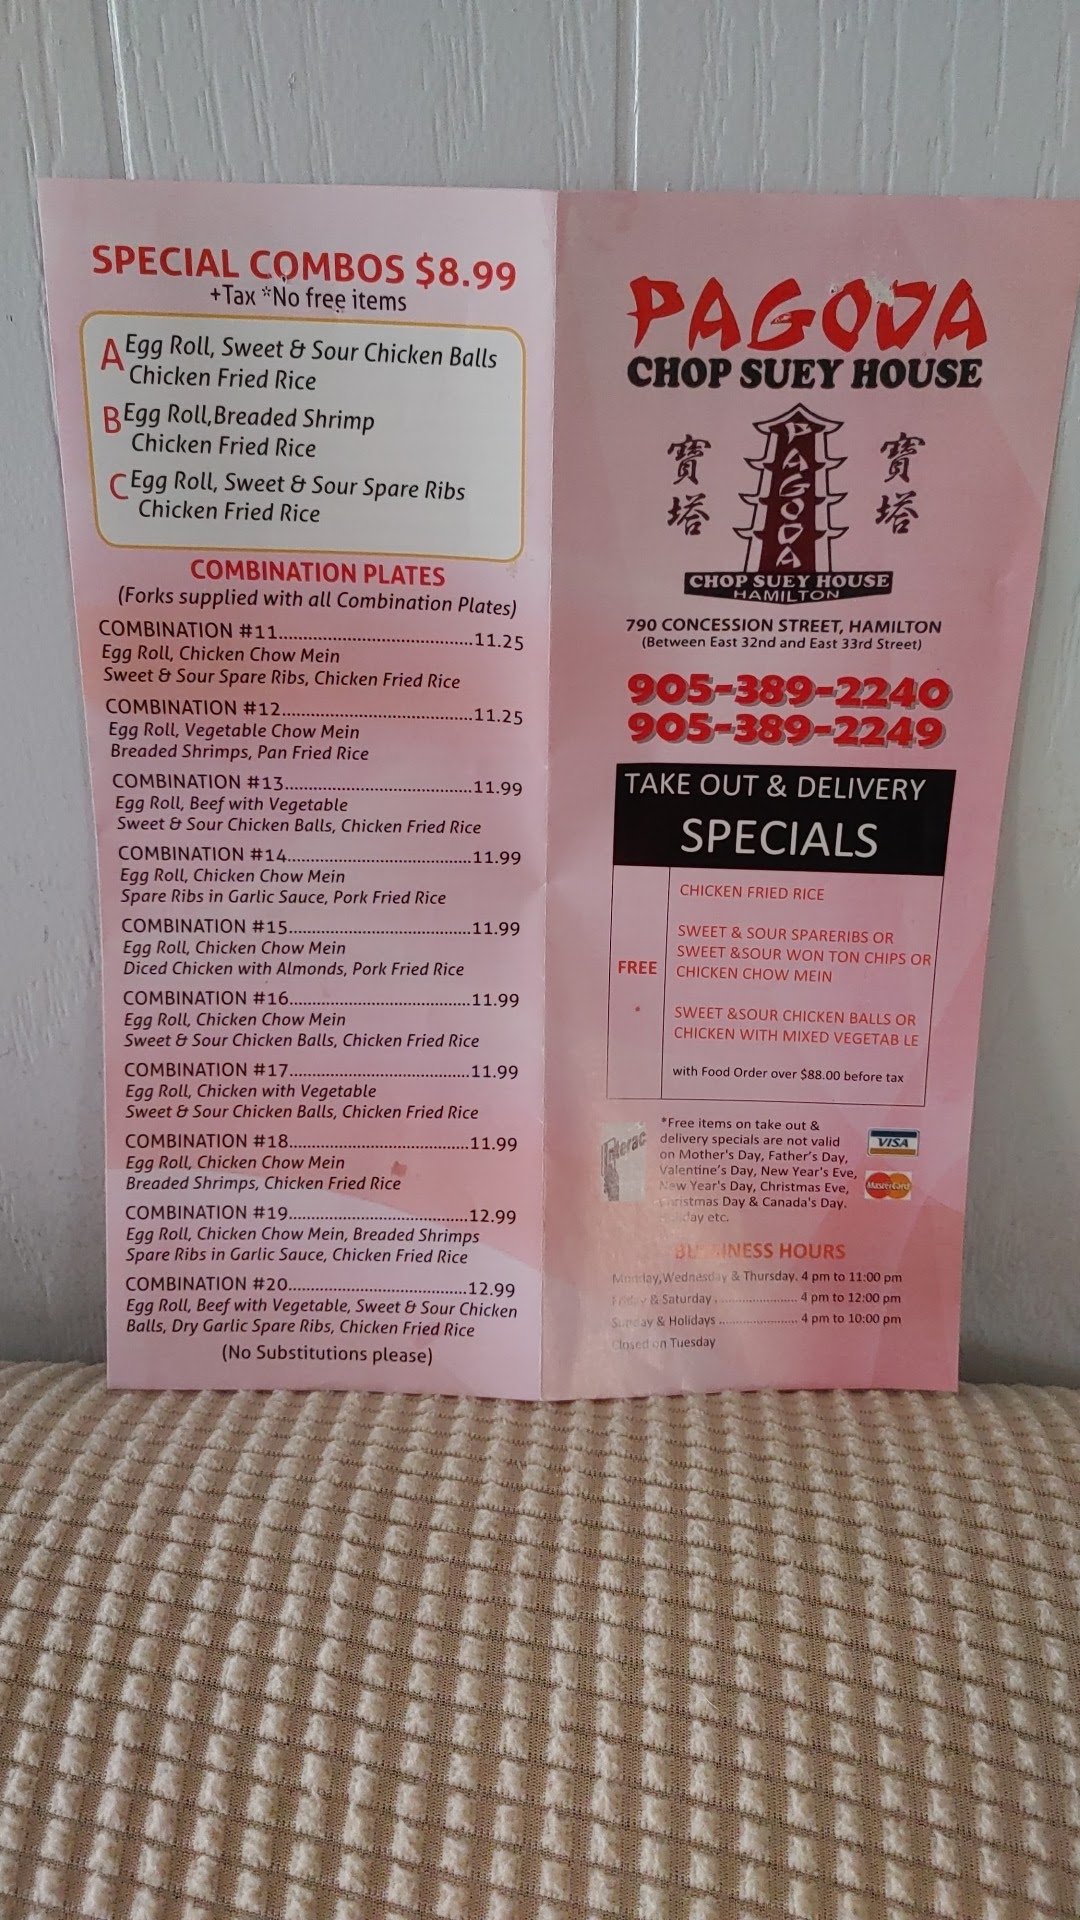 SPECIAL COMBOS $8.99
+Tax *No free items
A Egg Roll, Sweet & Sour Chicken Balls
Chicken Fried Rice
B Egg Roll,Breaded Shrimp
Chicken Fried Rice
C Egg Roll, Sweet & Sour Spare Ribs
Chicken Fried Rice
COMBINATION PLATES
(Forks supplied with all Combination Plates)
COMBINATION #11...............................................11.25
Egg Roll, Chicken Chow Mein
Sweet & Sour Spare Ribs, Chicken Fried Rice
COMBINATION #12...............................................11.25
Egg Roll, Vegetable Chow Mein
Breaded Shrimps, Pan Fried Rice
COMBINATION #13..............................................11.99
Egg Roll, Beef with Vegetable
Sweet & Sour Chicken Balls, Chicken Fried Rice
COMBINATION #14.............................................11.99
Egg Roll, Chicken Chow Mein
Spare Ribs in Garlic Sauce, Pork Fried Rice
COMBINATION #15............................................11.99
Egg Roll, Chicken Chow Mein
Diced Chicken with Almonds, Pork Fried Rice
COMBINATION #16............................................11.99
Egg Roll, Chicken Chow Mein
Sweet & Sour Chicken Balls, Chicken Fried Rice
COMBINATION #17............................................11.99
Egg Roll, Chicken with Vegetable
Sweet & Sour Chicken Balls, Chicken Fried Rice
COMBINATION #18............................................11.99
Egg Roll, Chicken Chow Mein
Breaded Shrimps, Chicken Fried Rice
COMBINATION #19............................................12.99
Egg Roll, Chicken Chow Mein, Breaded Shrimps
Spare Ribs in Garlic Sauce, Chicken Fried Rice
COMBINATION #20............................................12.99
Egg Roll, Beef with Vegetable, Sweet & Sour Chicken
Balls, Dry Garlic Spare Ribs, Chicken Fried Rice
(No Substitutions please)
PAGODA
CHOP SUEY HOUSE
寶塔
PAGODA
寶塔
CHOP SUEY HOUSE
HAMILTON
790 CONCESSION STREET, HAMILTON
(Between East 32nd and East 33rd Street)
905-389-2240
905-389-2249
TAKE OUT & DELIVERY
SPECIALS
FREE
CHICKEN FRIED RICE
SWEET & SOUR SPARERIBS OR
SWEET &SOUR WON TON CHIPS OR
CHICKEN CHOW MEIN
SWEET &SOUR CHICKEN BALLS OR
CHICKEN WITH MIXED VEGETAB LE
with Food Order over $88.00 before tax
Interac
*Free items on take out &
delivery specials are not valid
on Mother's Day, Father's Day,
Valentine's Day, New Year's Eve,
New Year's Day, Christmas Eve,
Christmas Day & Canada's Day.
etc.
VISA
MasterCard
HOURS
Monday,Wednesday & Thursday. 4 pm to 11:00 pm
Friday & Saturday ...................... 4 pm to 12:00 pm
Sunday & Holidays ..................... 4 pm to 10:00 pm
Closed on Tuesday